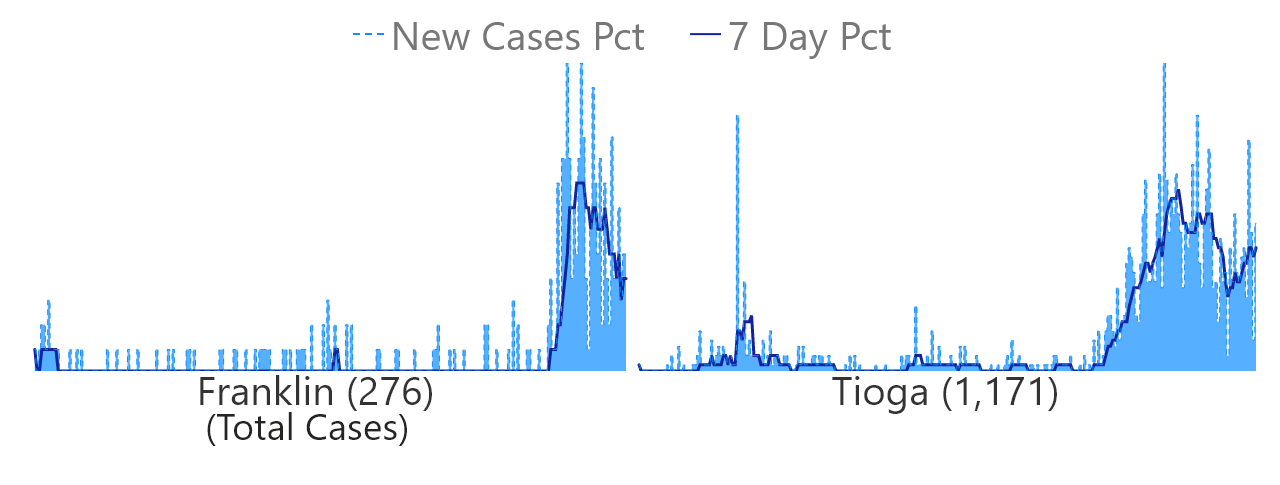 New Cases Pct 7 Day Pct
Franklin (276) Tioga (1,171)
(Total Cases)